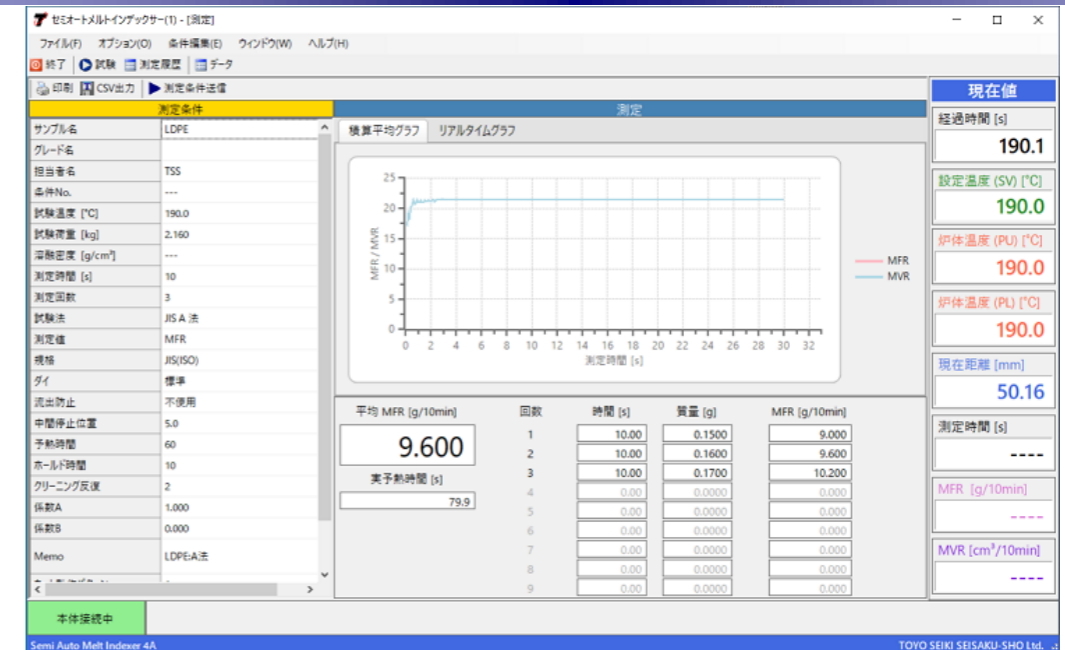 セミオートメルトインデックサー(1) - [測定]
ファイル(F) オプション(O) 条件編集(E) ウィンドウ(W) ヘルプ(H)
終了 試験 測定履歴 データ
印刷 CSV出力 測定条件送信
測定条件
サンプル名 LDPE
グレード名
担当者名 TSS
条件No. ---
試験温度 [℃] 190.0
試験荷重 [kg] 2.160
溶融密度 [g/cm³] ---
測定時間 [s] 10
測定回数 3
試験法 JIS A 法
測定値 MFR
規格 JIS(ISO)
ダイ 標準
流出防止 不使用
中間停止位置 5.0
予熱時間 60
ホールド時間 10
クリーニング反復 2
係数A 1.000
係数B 0.000
Memo LDPE:A法
測定
積算平均グラフ リアルタイムグラフ
MFR / MVR
25
20
15
10
5
0
0 2 4 6 8 10 12 14 16 18 20 22 24 26 28 30 32
測定時間 [s]
MFR
MVR
平均 MFR [g/10min]
9.600
実予熱時間 [s]
79.9
回数 時間 [s] 質量 [g] MFR [g/10min]
1 10.00 0.1500 9.000
2 10.00 0.1600 9.600
3 10.00 0.1700 10.200
4 0.00 0.0000 0.000
5 0.00 0.0000 0.000
6 0.00 0.0000 0.000
7 0.00 0.0000 0.000
8 0.00 0.0000 0.000
9 0.00 0.0000 0.000
現在値
経過時間 [s]
190.1
設定温度 (SV) [℃]
190.0
炉体温度 (PU) [℃]
190.0
炉体温度 (PL) [℃]
190.0
現在距離 [mm]
50.16
測定時間 [s]
----
MFR [g/10min]
----
MVR [cm³/10min]
----
本体接続中
Semi Auto Melt Indexer 4A
TOYO SEIKI SEISAKU-SHO Ltd.